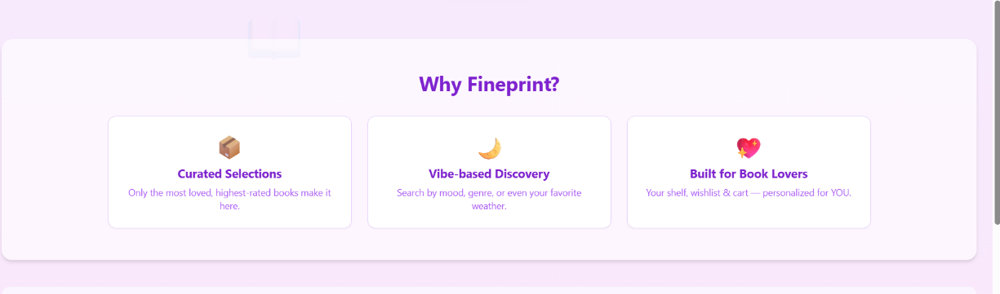 Why Fineprint?
Curated Selections
Only the most loved, highest-rated books make it
here.
Vibe-based Discovery
Search by mood, genre, or even your favorite
weather.
Built for Book Lovers
Your shelf, wishlist & cart — personalized for YOU.